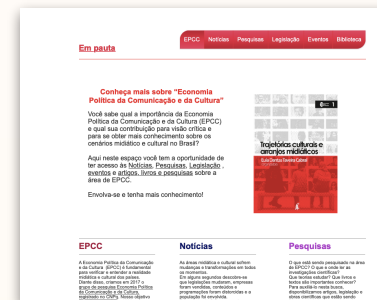 EPCC Notícias Pesquisas Legislação Eventos Biblioteca
Em pauta
Conheça mais sobre "Economia
Política da Comunicação e da Cultura"
Você sabe qual a importância da Economia
Política da Comunicação e da Cultura (EPCC)
e qual sua contribuição para visão crítica e
para se obter mais conhecimento sobre os
cenários midiático e cultural no Brasil?
Aqui neste espaço você tem a oportunidade de
ter acesso às Notícias, Pesquisas, Legislação ,
eventos e artigos, livros e pesquisas sobre a
área de EPCC.
Envolva-se e tenha mais conhecimento!
1
Trajetórias culturais e
arranjos midiáticos
EPCC
A Economia Política da Comunicação
e da Cultura (EPCC) é fundamental
para verificar e entender a realidade
midiática e cultural dos países.
Diante disso, criamos em 2017 o
grupo de pesquisa Economia Política
da Comunicação e da Cultura,
registrado no CNPq. Nosso objetivo
Notícias
As áreas midiática e cultural sofrem
mudanças e transformações em todos
os momentos.
Em alguns segundos descobre-se
que legislações mudaram, empresas
foram vendidas, conteúdos e
programações foram distorcidas e a
população foi envolvida.
Pesquisas
O que está sendo pesquisado na área
de EPCC? O que e onde ler as
investigações científicas?
Que teorias estudar? Que livros e
textos são importantes conhecer?
Para auxiliá-lo nesta busca,
disponibilizamos artigos, legislação e
obras científicas que estão sendo